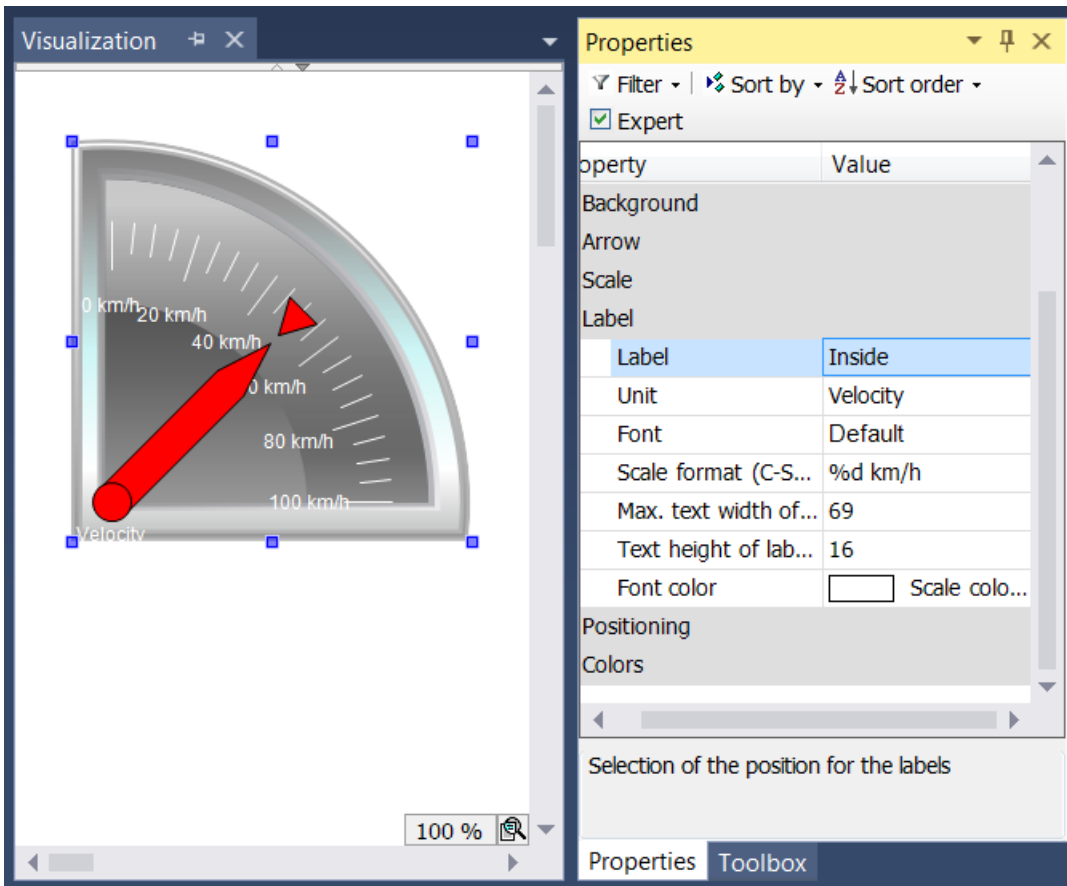 Visualization
0 km/h
20 km/h
40 km/h
0 km/h
80 km/h
100 km/h
Velocity
100 %
Properties
Filter Sort by Sort order
Expert
operty Value
Background
Arrow
Scale
Label
Label Inside
Unit Velocity
Font Default
Scale format (C-S... %d km/h
Max. text width of... 69
Text height of lab... 16
Font color Scale colo...
Positioning
Colors
Selection of the position for the labels
Properties Toolbox